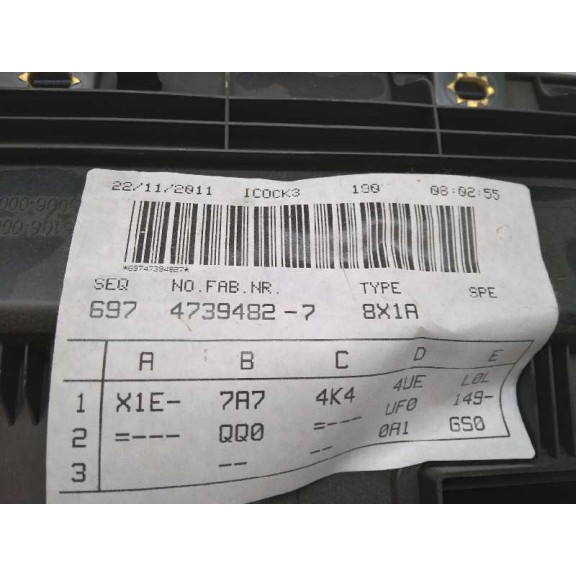 22/11/2011 ICOCK3 190 08:02:55
*69747394827*
SEQ NO.FAB.NR. TYPE SPE
697 4739482-7 8X1A
A B C D E
1 X1E- 7A7 4K4 4UE L0L
UF0 149-
2 =--- QQ0 =--- 0A1 GS0
3 -- --